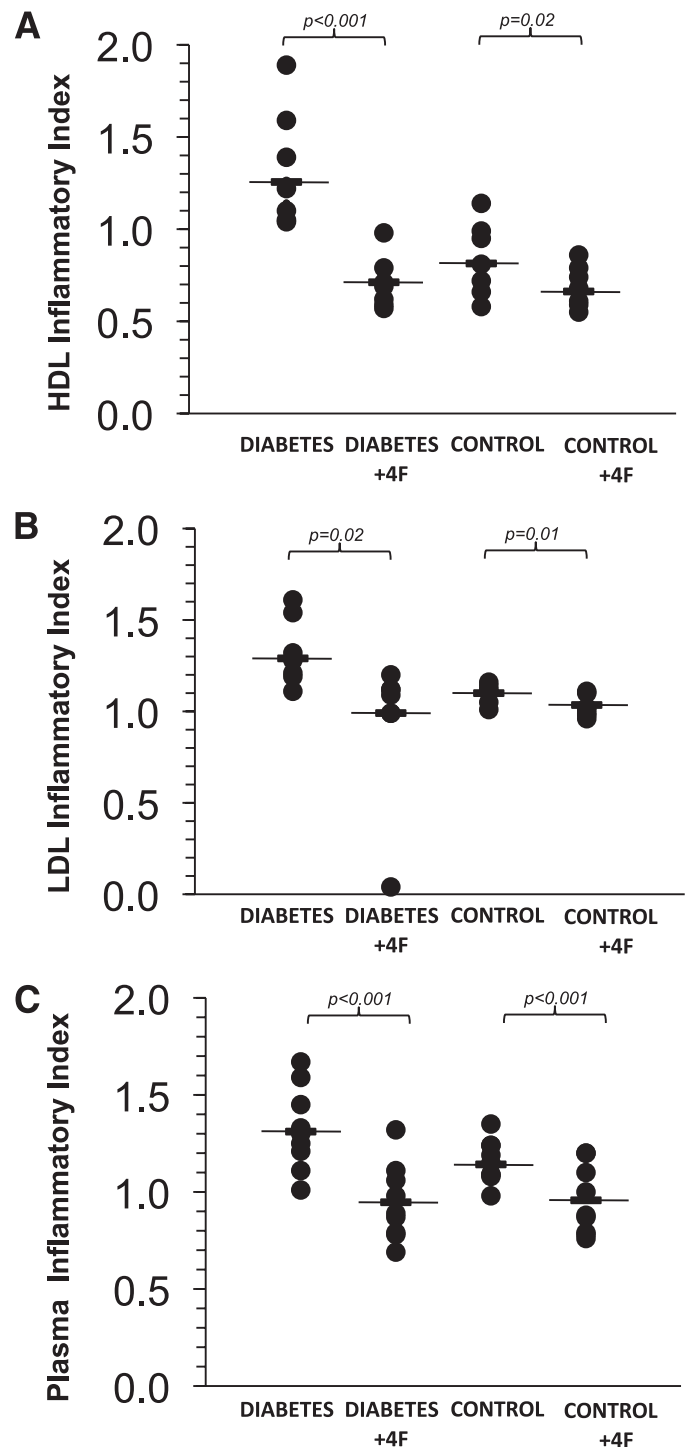 A
p<0.001
p=0.02
HDL Inflammatory Index
2.0
1.5
1.0
0.5
0.0
DIABETES DIABETES CONTROL CONTROL
+4F +4F
B
p=0.02
p=0.01
LDL Inflammatory Index
2.0
1.5
1.0
0.5
0.0
DIABETES DIABETES CONTROL CONTROL
+4F +4F
C
p<0.001
p<0.001
Plasma Inflammatory Index
2.0
1.5
1.0
0.5
0.0
DIABETES DIABETES CONTROL CONTROL
+4F +4F